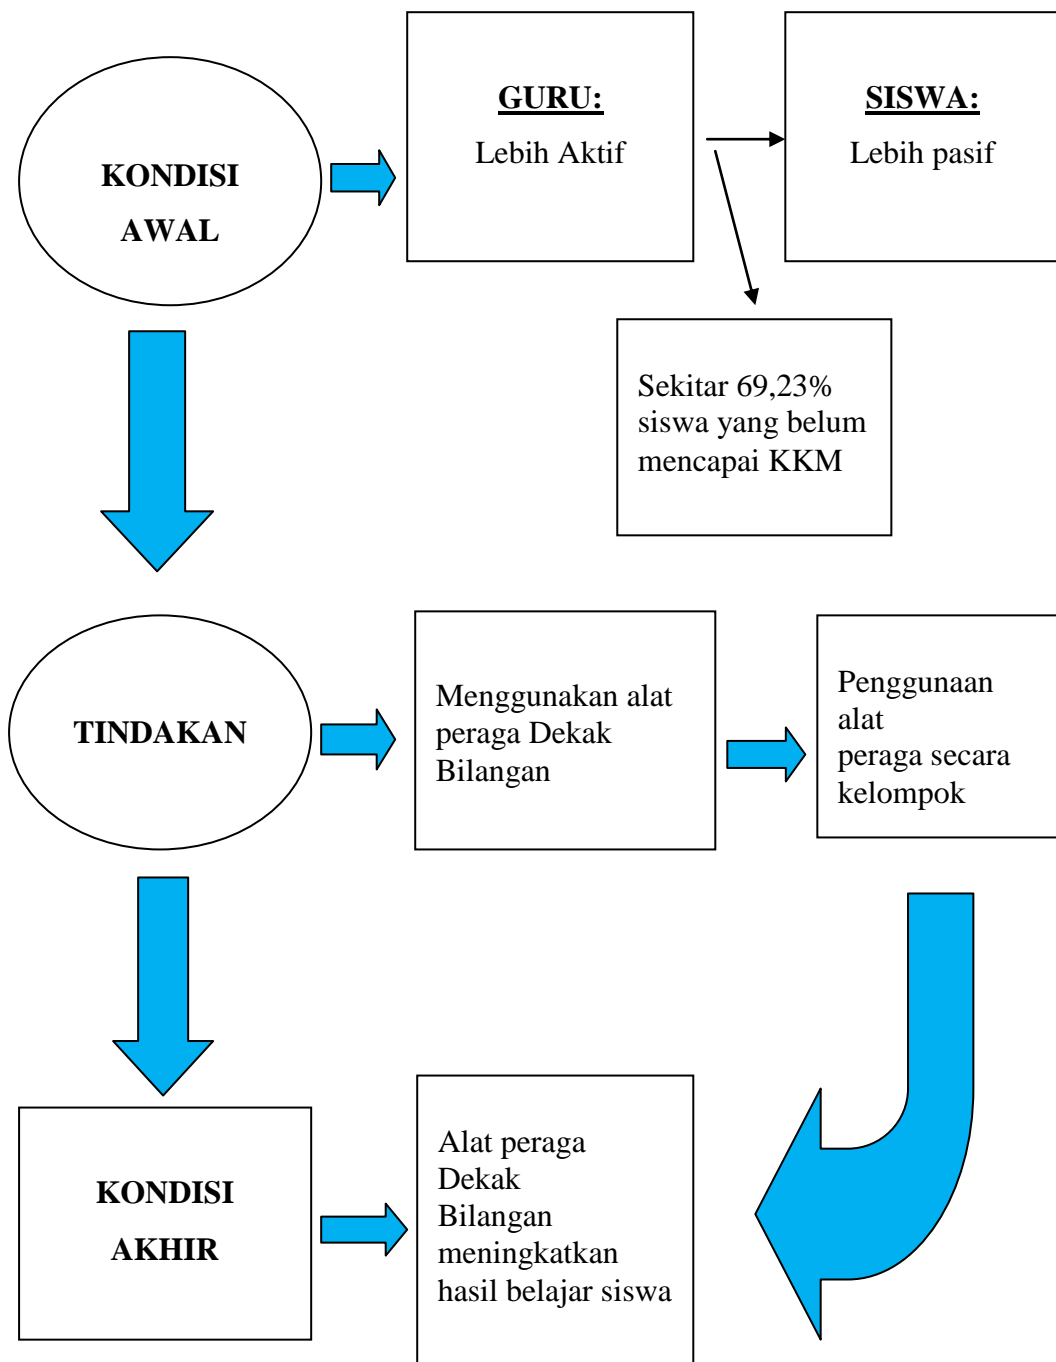 KONDISI
AWAL
GURU:
Lebih Aktif
SISWA:
Lebih pasif
Sekitar 69,23%
siswa yang belum
mencapai KKM
TINDAKAN
Menggunakan alat
peraga Dekak
Bilangan
Penggunaan
alat
peraga secara
kelompok
KONDISI
AKHIR
Alat peraga
Dekak
Bilangan
meningkatkan
hasil belajar siswa